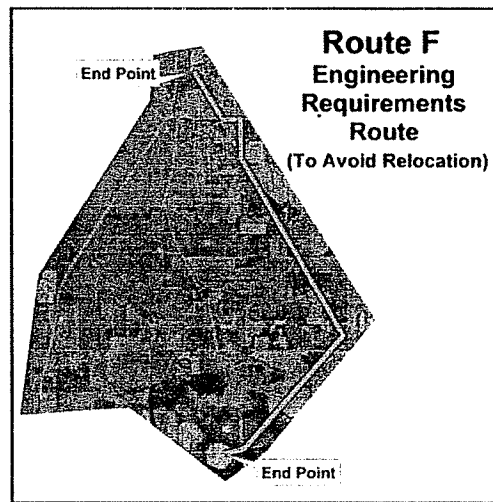 Route F
Engineering
Requirements
Route
(To Avoid Relocation)
End Point
End Point